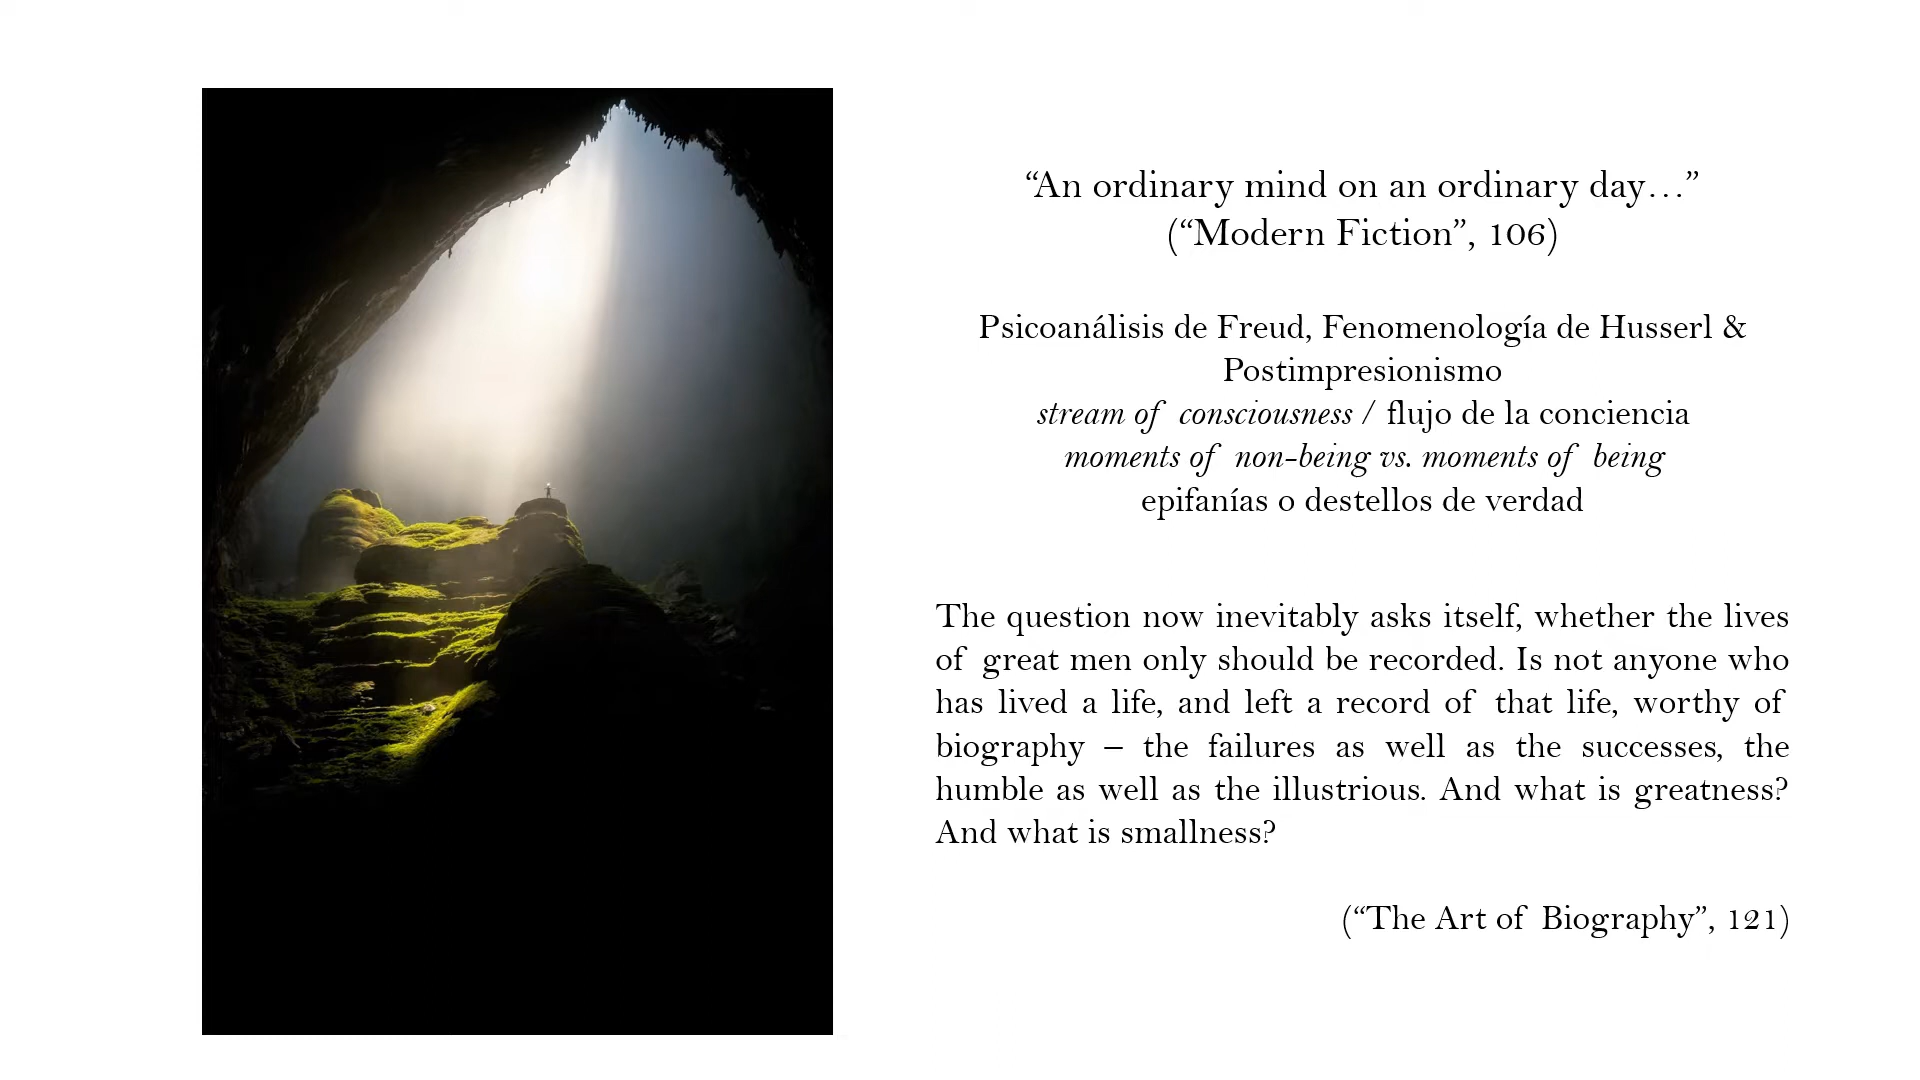 “An ordinary mind on an ordinary day…”
(“Modern Fiction”, 106)
Psicoanálisis de Freud, Fenomenología de Husserl &
Postimpresionismo
stream of consciousness / flujo de la conciencia
moments of non-being vs. moments of being
epifanías o destellos de verdad
The question now inevitably asks itself, whether the lives
of great men only should be recorded. Is not anyone who
has lived a life, and left a record of that life, worthy of
biography – the failures as well as the successes, the
humble as well as the illustrious. And what is greatness?
And what is smallness?
(“The Art of Biography”, 121)